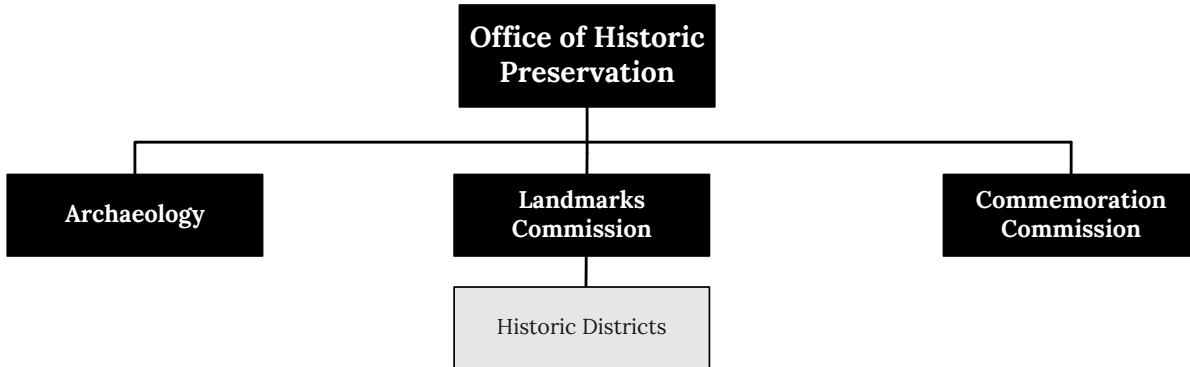 Office of Historic
Preservation
Archaeology
Landmarks
Commission
Commemoration
Commission
Historic Districts